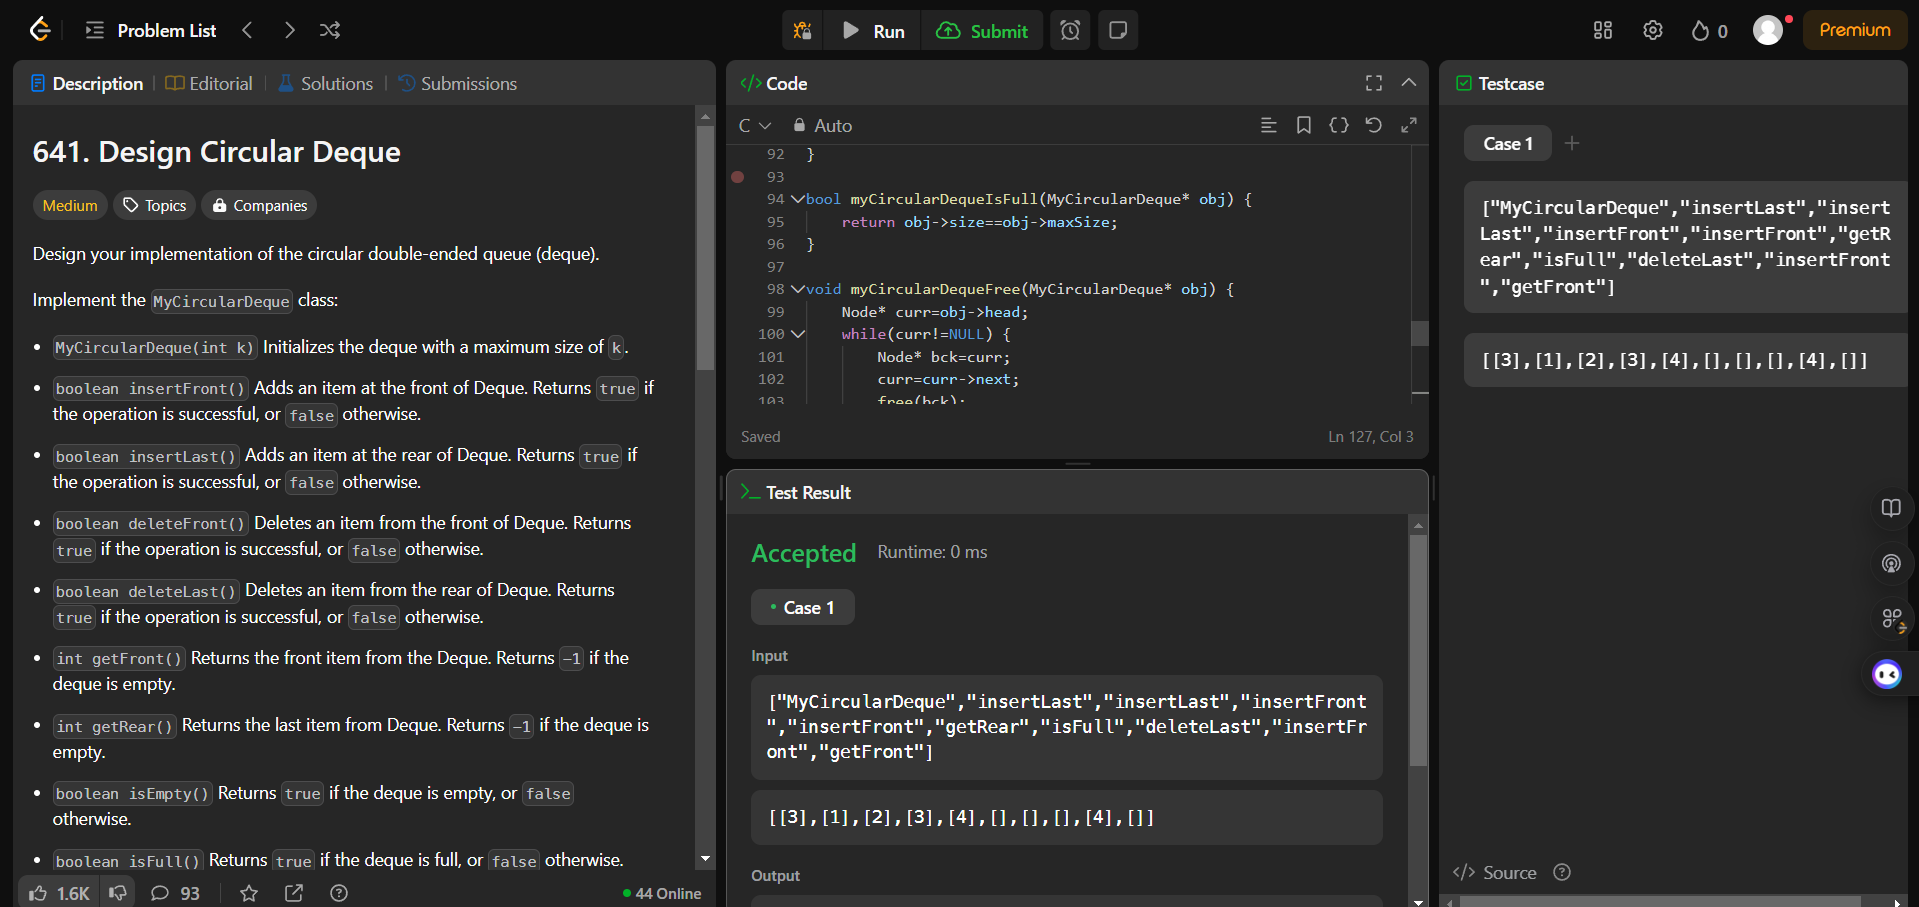 Problem List
Run
Submit
0
Premium
Description
Editorial
Solutions
Submissions
641. Design Circular Deque
Medium
Topics
Companies
Design your implementation of the circular double-ended queue (deque).
Implement the MyCircularDeque class:
• MyCircularDeque(int k) Initializes the deque with a maximum size of k.
• boolean insertFront() Adds an item at the front of Deque. Returns true if
the operation is successful, or false otherwise.
• boolean insertLast() Adds an item at the rear of Deque. Returns true if
the operation is successful, or false otherwise.
• boolean deleteFront() Deletes an item from the front of Deque. Returns
true if the operation is successful, or false otherwise.
• boolean deleteLast() Deletes an item from the rear of Deque. Returns
true if the operation is successful, or false otherwise.
• int getFront() Returns the front item from the Deque. Returns -1 if the
deque is empty.
• int getRear() Returns the last item from Deque. Returns -1 if the deque is
empty.
• boolean isEmpty() Returns true if the deque is empty, or false
otherwise.
• boolean isFull() Returns true if the deque is full, or false otherwise.
1.6K
93
44 Online
</> Code
C
Auto
92 }
93
94 bool myCircularDequeIsFull(MyCircularDeque* obj) {
95 return obj->size==obj->maxSize;
96 }
97
98 void myCircularDequeFree(MyCircularDeque* obj) {
99 Node* curr=obj->head;
100 while(curr!=NULL) {
101 Node* bck=curr;
102 curr=curr->next;
103 free(bck);
Saved
Ln 127, Col 3
Test Result
Accepted
Runtime: 0 ms
• Case 1
Input
["MyCircularDeque","insertLast","insertLast","insertFront
","insertFront","getRear","isFull","deleteLast","insertFr
ont","getFront"]
[[3],[1],[2],[3],[4],[],[],[],[4],[]]
Output
Testcase
Case 1
["MyCircularDeque","insertLast","insert
Last","insertFront","insertFront","getR
ear","isFull","deleteLast","insertFront
","getFront"]
[[3],[1],[2],[3],[4],[],[],[],[4],[]]
</> Source